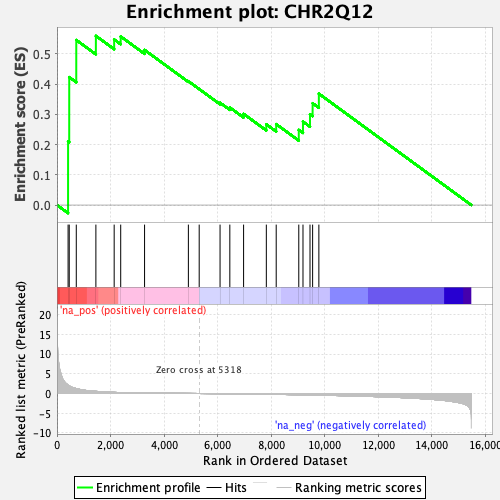 Enrichment plot: CHR2Q12
Enrichment score (ES)
0.5
0.4
0.3
0.2
0.1
0.0
'na_pos' (positively correlated)
Ranked list metric (PreRanked)
20
15
10
5
0
-5
-10
Zero cross at 5318
'na_neg' (negatively correlated)
0 2,000 4,000 6,000 8,000 10,000 12,000 14,000 16,000
Rank in Ordered Dataset
Enrichment profile Hits Ranking metric scores